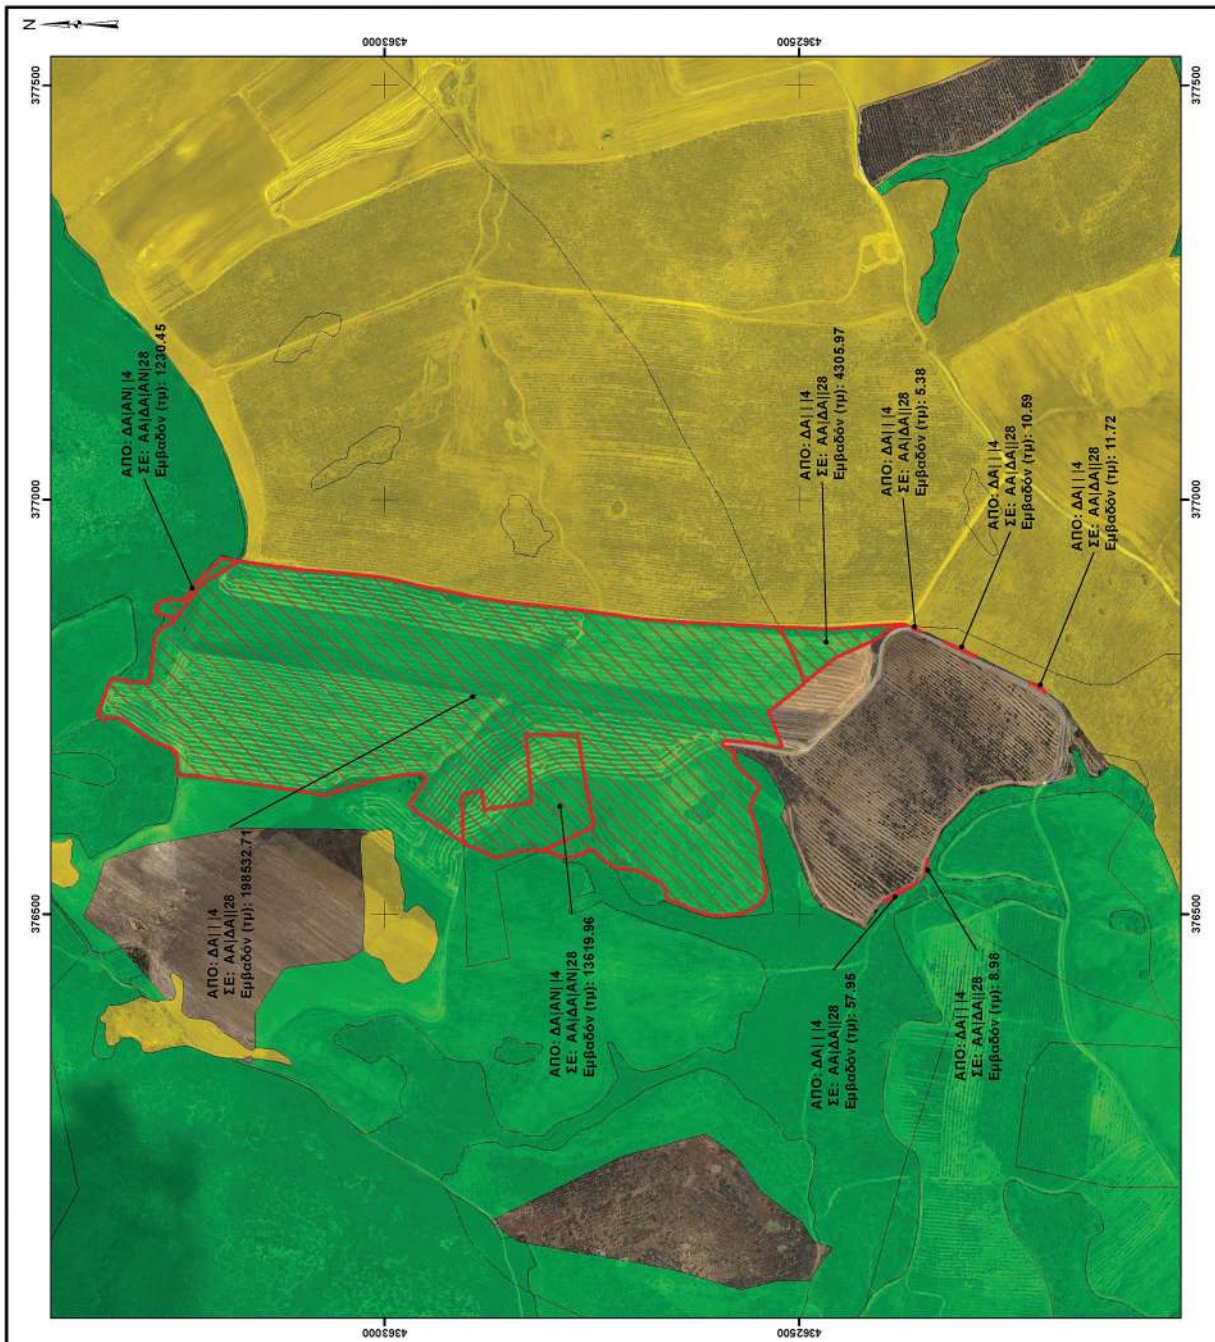 N
377500
377000
376500
4363000
4362500
4363000
4362500
377500
377000
376500
ΑΠΟ: ΔΑ|ΑΝ| |4
ΣΕ: ΑΑ|ΔΑ|ΑΝ|28
Εμβαδόν (τμ): 1230.45
ΑΠΟ: ΔΑ| | |4
ΣΕ: ΑΑ|ΔΑ||28
Εμβαδόν (τμ): 4305.97
ΑΠΟ: ΔΑ| | |4
ΣΕ: ΑΑ|ΔΑ||28
Εμβαδόν (τμ): 5.38
ΑΠΟ: ΔΑ| | |4
ΣΕ: ΑΑ|ΔΑ||28
Εμβαδόν (τμ): 10.59
ΑΠΟ: ΔΑ| | |4
ΣΕ: ΑΑ|ΔΑ||28
Εμβαδόν (τμ): 11.72
ΑΠΟ: ΔΑ| | |4
ΣΕ: ΑΑ|ΔΑ||28
Εμβαδόν (τμ): 198532.71
ΑΠΟ: ΔΑ|ΑΝ| |4
ΣΕ: ΑΑ|ΔΑ|ΑΝ|28
Εμβαδόν (τμ): 13619.96
ΑΠΟ: ΔΑ| | |4
ΣΕ: ΑΑ|ΔΑ||28
Εμβαδόν (τμ): 57.95
ΑΠΟ: ΔΑ| | |4
ΣΕ: ΑΑ|ΔΑ||28
Εμβαδόν (τμ): 8.98